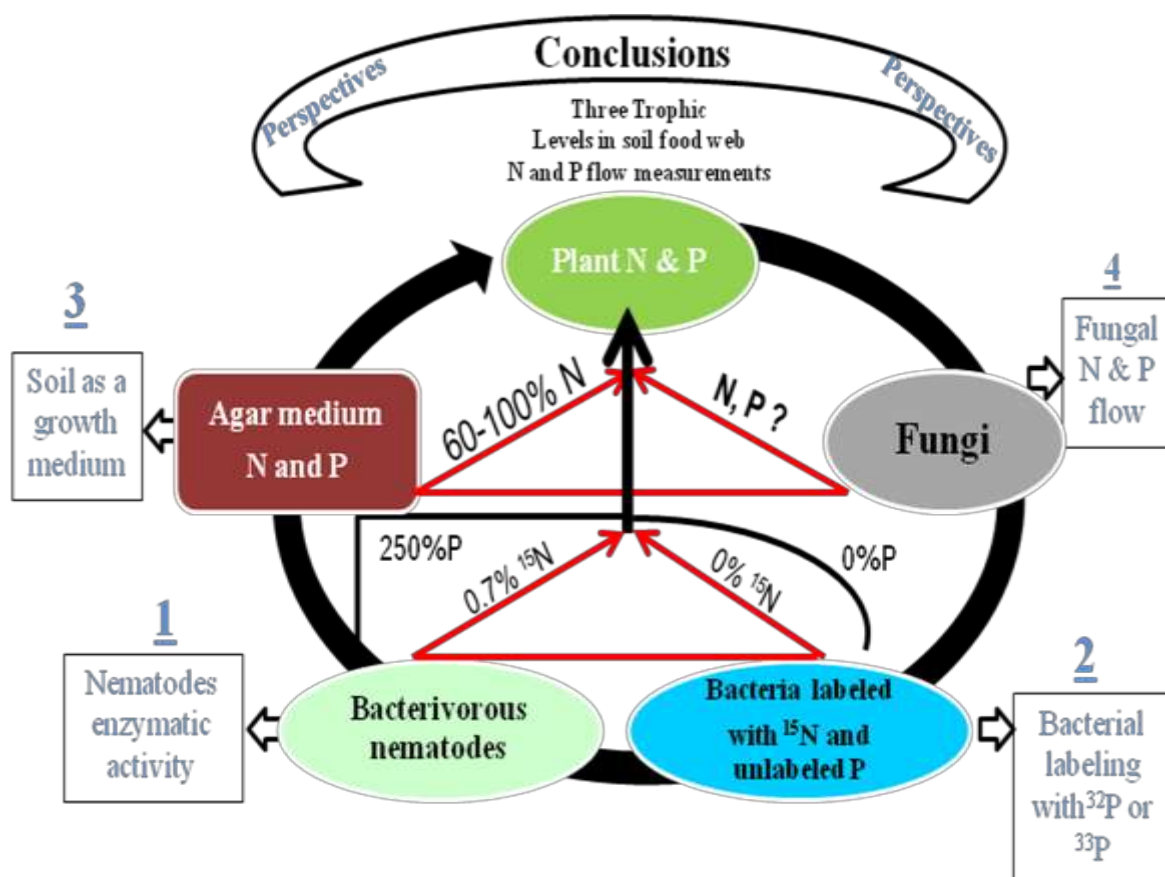 Conclusions
Perspectives
Perspectives
Three Trophic
Levels in soil food web
N and P flow measurements
Plant N & P
3
Soil as a
growth
medium
Agar medium
N and P
60-100% N
N, P ?
Fungi
4
Fungal
N & P
flow
250%P
0.7% ¹⁵N
0% ¹⁵N
0%P
1
Nematodes
enzymatic
activity
Bacterivorous
nematodes
Bacteria labeled
with ¹⁵N and
unlabeled P
2
Bacterial
labeling
with³²P or
³³P